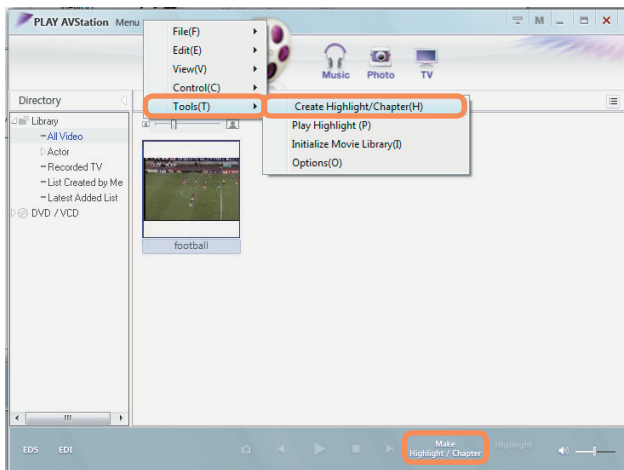 PLAY AVStation Menu
M
File(F)
Edit(E)
View(V)
Control(C)
Tools(T)
Music Photo TV
Create Highlight/Chapter(H)
Play Highlight (P)
Initialize Movie Library(I)
Options(O)
Directory
Library
All Video
Actor
Recorded TV
List Created by Me
Latest Added List
DVD / VCD
football
EDS EDI
Make
Highlight / Chapter
Highlight